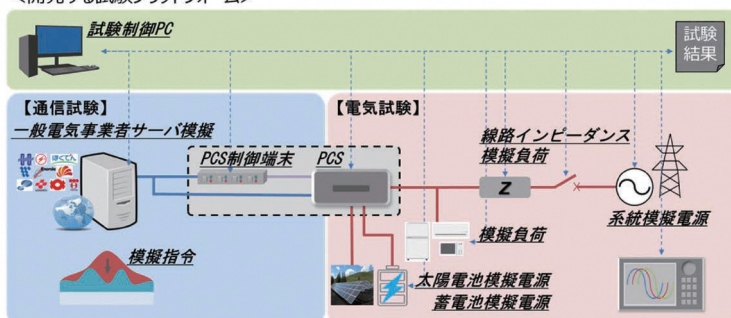 試験制御PC
試験
結果
【通信試験】
一般電気事業者サーバ模擬
PCS制御端末
PCS
模擬指令
【電気試験】
線路インピーダンス
模擬負荷
Z
系統模擬電源
模擬負荷
太陽電池模擬電源
蓄電池模擬電源